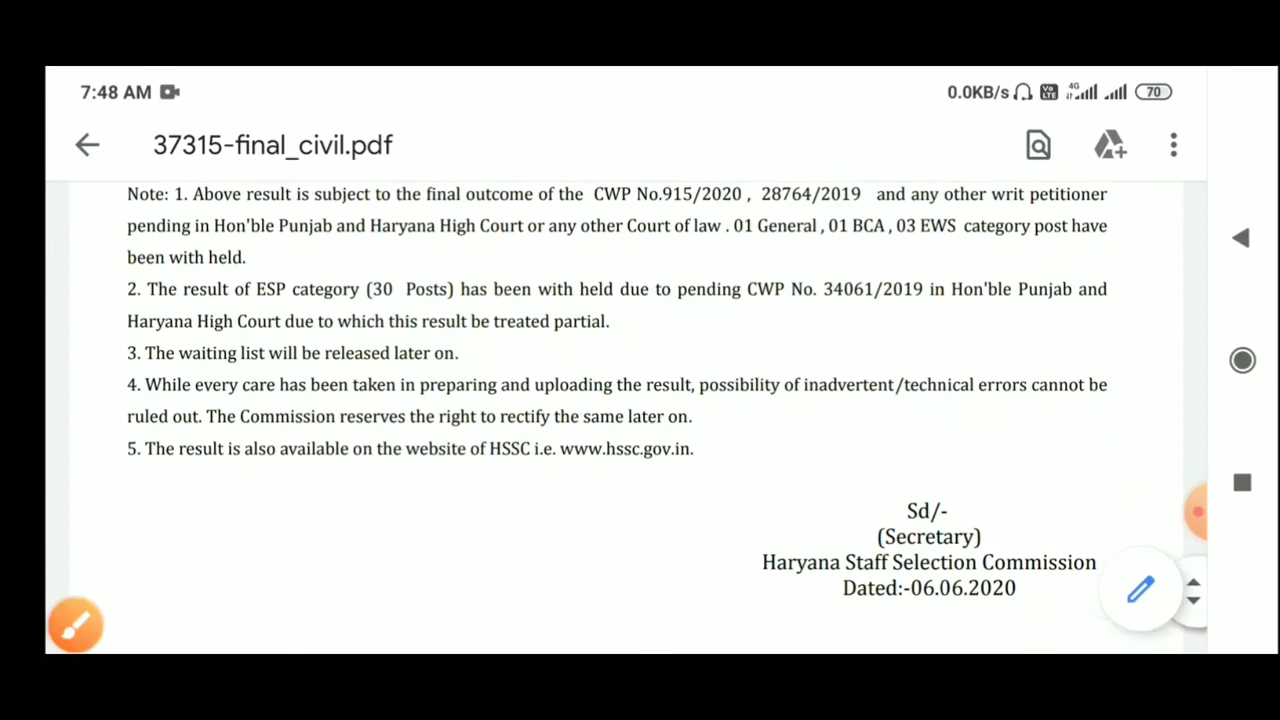 7:48 AM
0.0KB/s Vo LTE 4G 70
37315-final_civil.pdf
Note: 1. Above result is subject to the final outcome of the CWP No.915/2020 , 28764/2019 and any other writ petitioner
pending in Hon'ble Punjab and Haryana High Court or any other Court of law . 01 General , 01 BCA , 03 EWS category post have
been with held.
2. The result of ESP category (30 Posts) has been with held due to pending CWP No. 34061/2019 in Hon'ble Punjab and
Haryana High Court due to which this result be treated partial.
3. The waiting list will be released later on.
4. While every care has been taken in preparing and uploading the result, possibility of inadvertent/technical errors cannot be
ruled out. The Commission reserves the right to rectify the same later on.
5. The result is also available on the website of HSSC i.e. www.hssc.gov.in.
Sd/-
(Secretary)
Haryana Staff Selection Commission
Dated:-06.06.2020